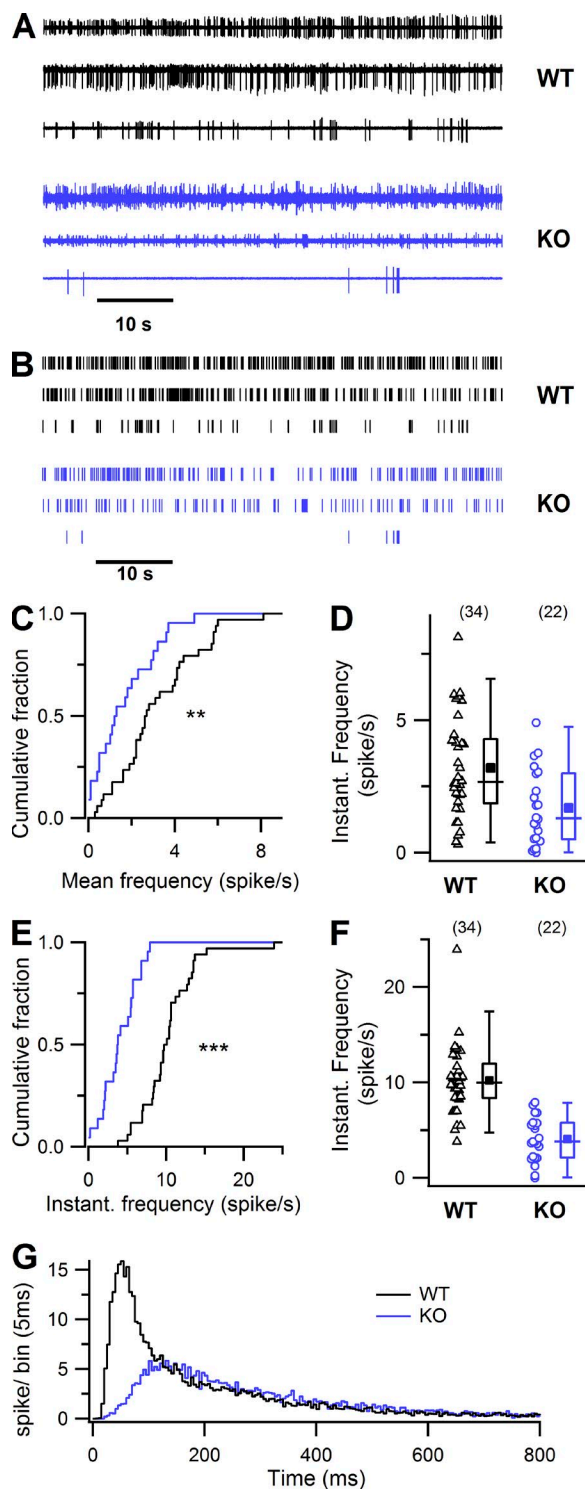 A
WT
KO
10 s
B
WT
KO
10 s
C
Cumulative fraction
1.0
0.5
0.0
**
0 4 8
Mean frequency (spike/s)
D
(34) (22)
Instant. Frequency
(spike/s)
5
0
WT KO
E
Cumulative fraction
1.0
0.5
0.0
***
0 10 20
Instant. frequency (spike/s)
F
(34) (22)
Instant. Frequency
(spike/s)
20
10
0
WT KO
G
spike/ bin (5ms)
15
10
5
0
WT
KO
0 200 400 600 800
Time (ms)